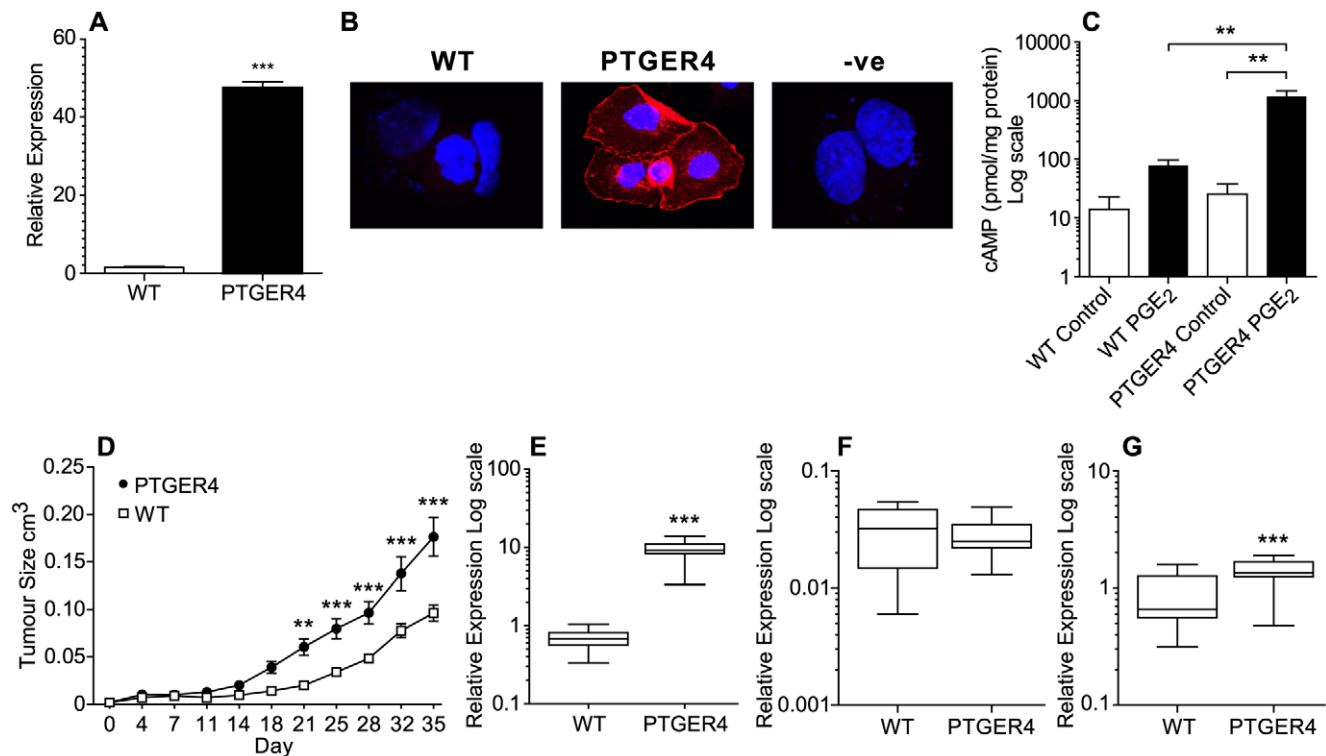 A
Relative Expression
60
40
20
0
***
WT
PTGER4
B
WT
PTGER4
-ve
C
cAMP (pmol/mg protein)
Log scale
10000
1000
100
10
1
**
**
WT Control
WT PGE2
PTGER4 Control
PTGER4 PGE2
D
Tumour Size cm3
0.25
0.20
0.15
0.10
0.05
0
PTGER4
WT
**
***
***
***
***
0 4 7 11 14 18 21 25 28 32 35
Day
E
Relative Expression Log scale
100
10
1
0.1
***
WT
PTGER4
F
Relative Expression Log scale
0.1
0.01
0.001
WT
PTGER4
G
Relative Expression Log scale
10
1
0.1
***
WT
PTGER4